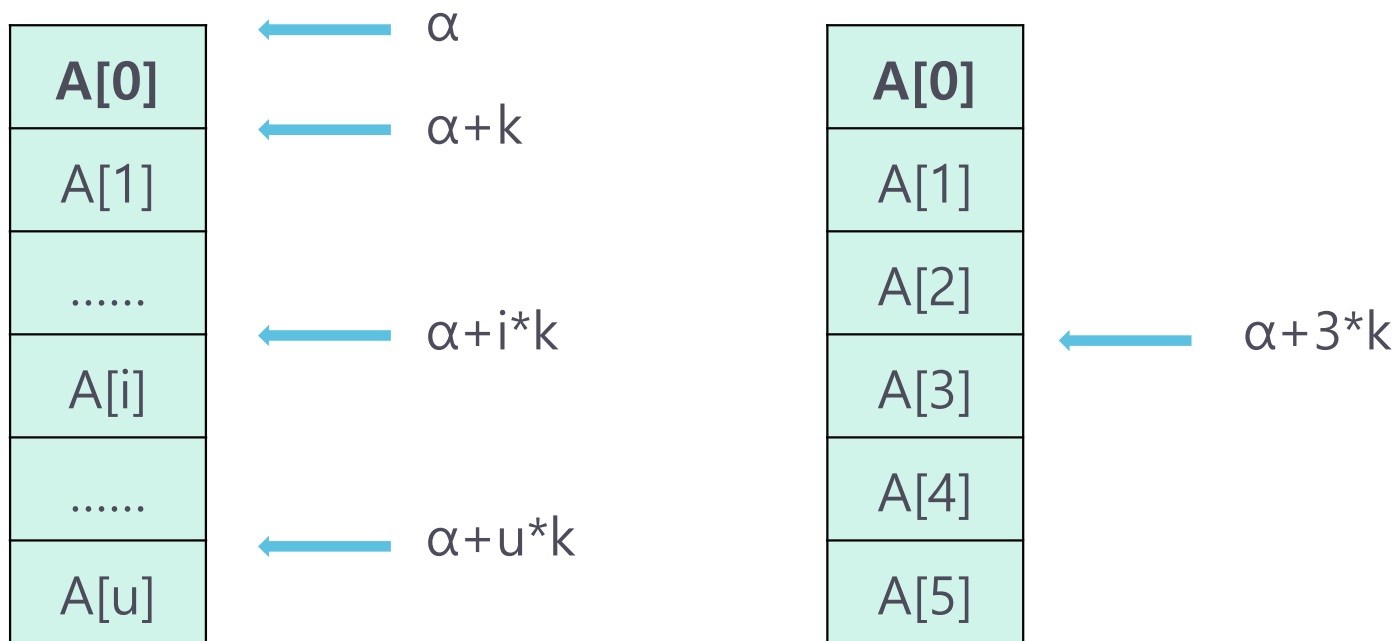 A[0]
A[1]
......
A[i]
......
A[u]
α
α+k
α+i*k
α+u*k
A[0]
A[1]
A[2]
A[3]
A[4]
A[5]
α+3*k